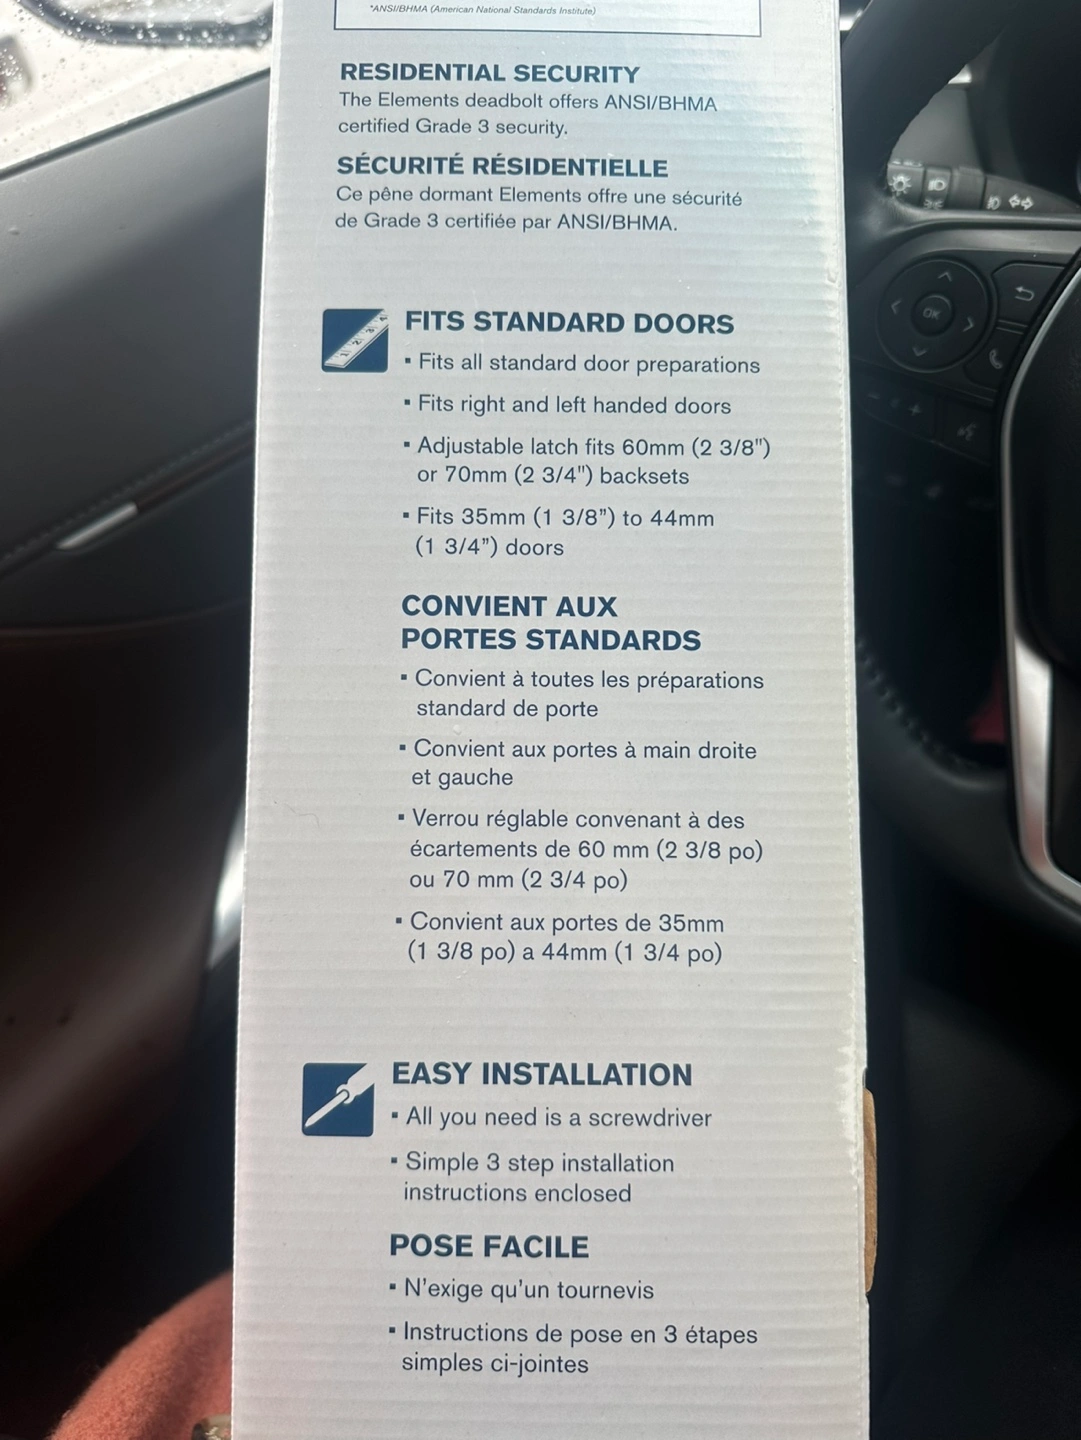 *ANSI/BHMA (American National Standards Institute)
RESIDENTIAL SECURITY
The Elements deadbolt offers ANSI/BHMA
certified Grade 3 security.
SÉCURITÉ RÉSIDENTIELLE
Ce pêne dormant Elements offre une sécurité
de Grade 3 certifiée par ANSI/BHMA.
1 2 3 4
FITS STANDARD DOORS
▪ Fits all standard door preparations
▪ Fits right and left handed doors
▪ Adjustable latch fits 60mm (2 3/8")
or 70mm (2 3/4") backsets
▪ Fits 35mm (1 3/8”) to 44mm
(1 3/4”) doors
CONVIENT AUX
PORTES STANDARDS
▪ Convient à toutes les préparations
standard de porte
▪ Convient aux portes à main droite
et gauche
▪ Verrou réglable convenant à des
écartements de 60 mm (2 3/8 po)
ou 70 mm (2 3/4 po)
▪ Convient aux portes de 35mm
(1 3/8 po) a 44mm (1 3/4 po)
EASY INSTALLATION
▪ All you need is a screwdriver
▪ Simple 3 step installation
instructions enclosed
POSE FACILE
▪ N'exige qu'un tournevis
▪ Instructions de pose en 3 étapes
simples ci-jointes
OK